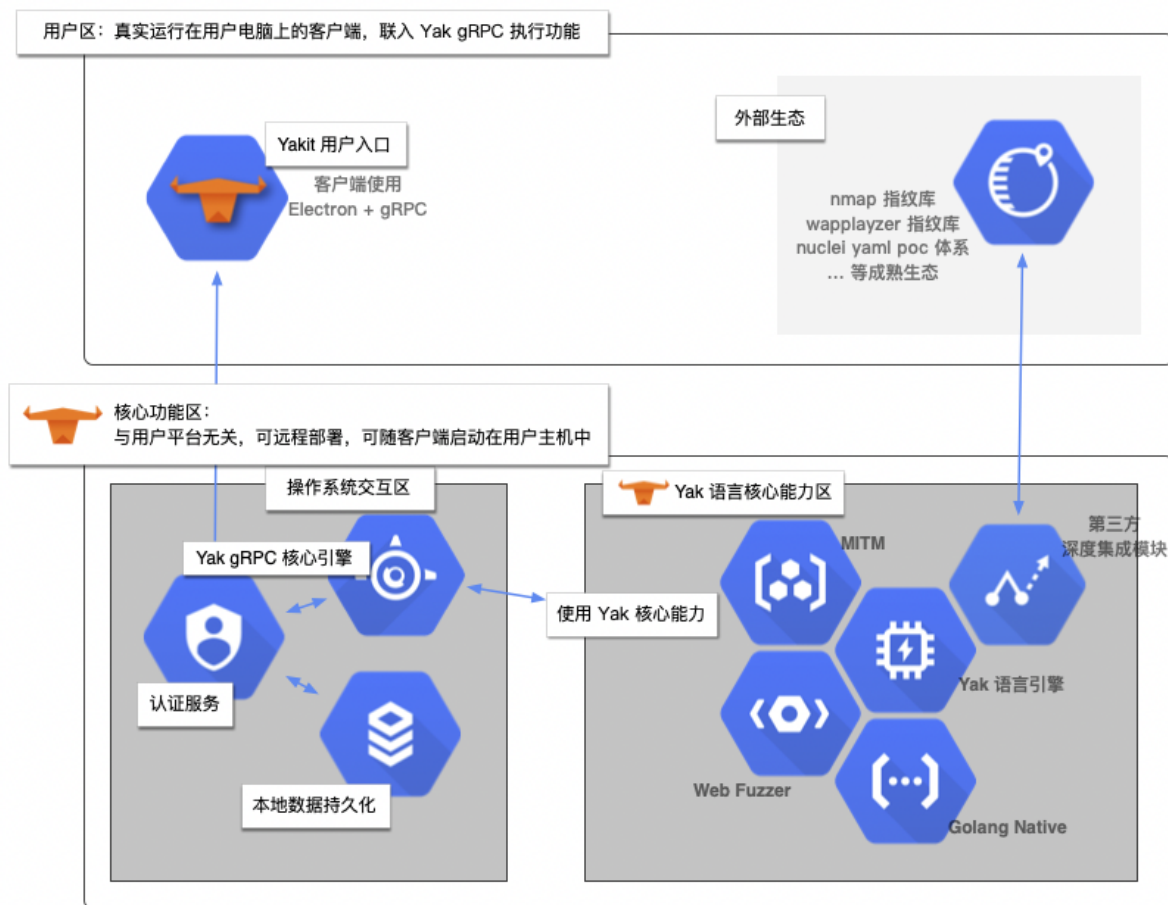 用户区：真实运行在用户电脑上的客户端，联入 Yak gRPC 执行功能
外部生态
Yakit 用户入口
客户端使用
Electron + gRPC
nmap 指纹库
wapplayzer 指纹库
nuclei yaml poc 体系
... 等成熟生态
核心功能区：
与用户平台无关，可远程部署，可随客户端启动在用户主机中
操作系统交互区
Yak 语言核心能力区
第三方
深度集成模块
MITM
Yak gRPC 核心引擎
使用 Yak 核心能力
Yak 语言引擎
认证服务
Web Fuzzer
本地数据持久化
Golang Native